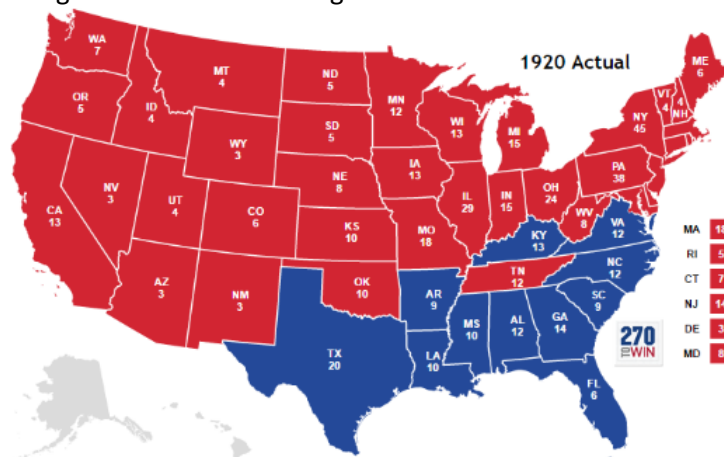 1920 Actual
WA
7
OR
5
CA
13
NV
3
ID
4
MT
4
WY
3
UT
4
AZ
3
CO
6
NM
3
ND
5
SD
5
NE
8
KS
10
OK
10
TX
20
MN
12
IA
13
MO
18
AR
9
LA
10
WI
13
IL
29
MI
15
IN
15
OH
24
KY
13
TN
12
MS
10
AL
12
GA
14
FL
6
SC
9
NC
12
VA
12
WV
8
PA
38
NY
45
VT
4
4
NH
ME
6
MA 18
RI 5
CT 7
NJ 14
DE 3
MD 8
270
TO WIN